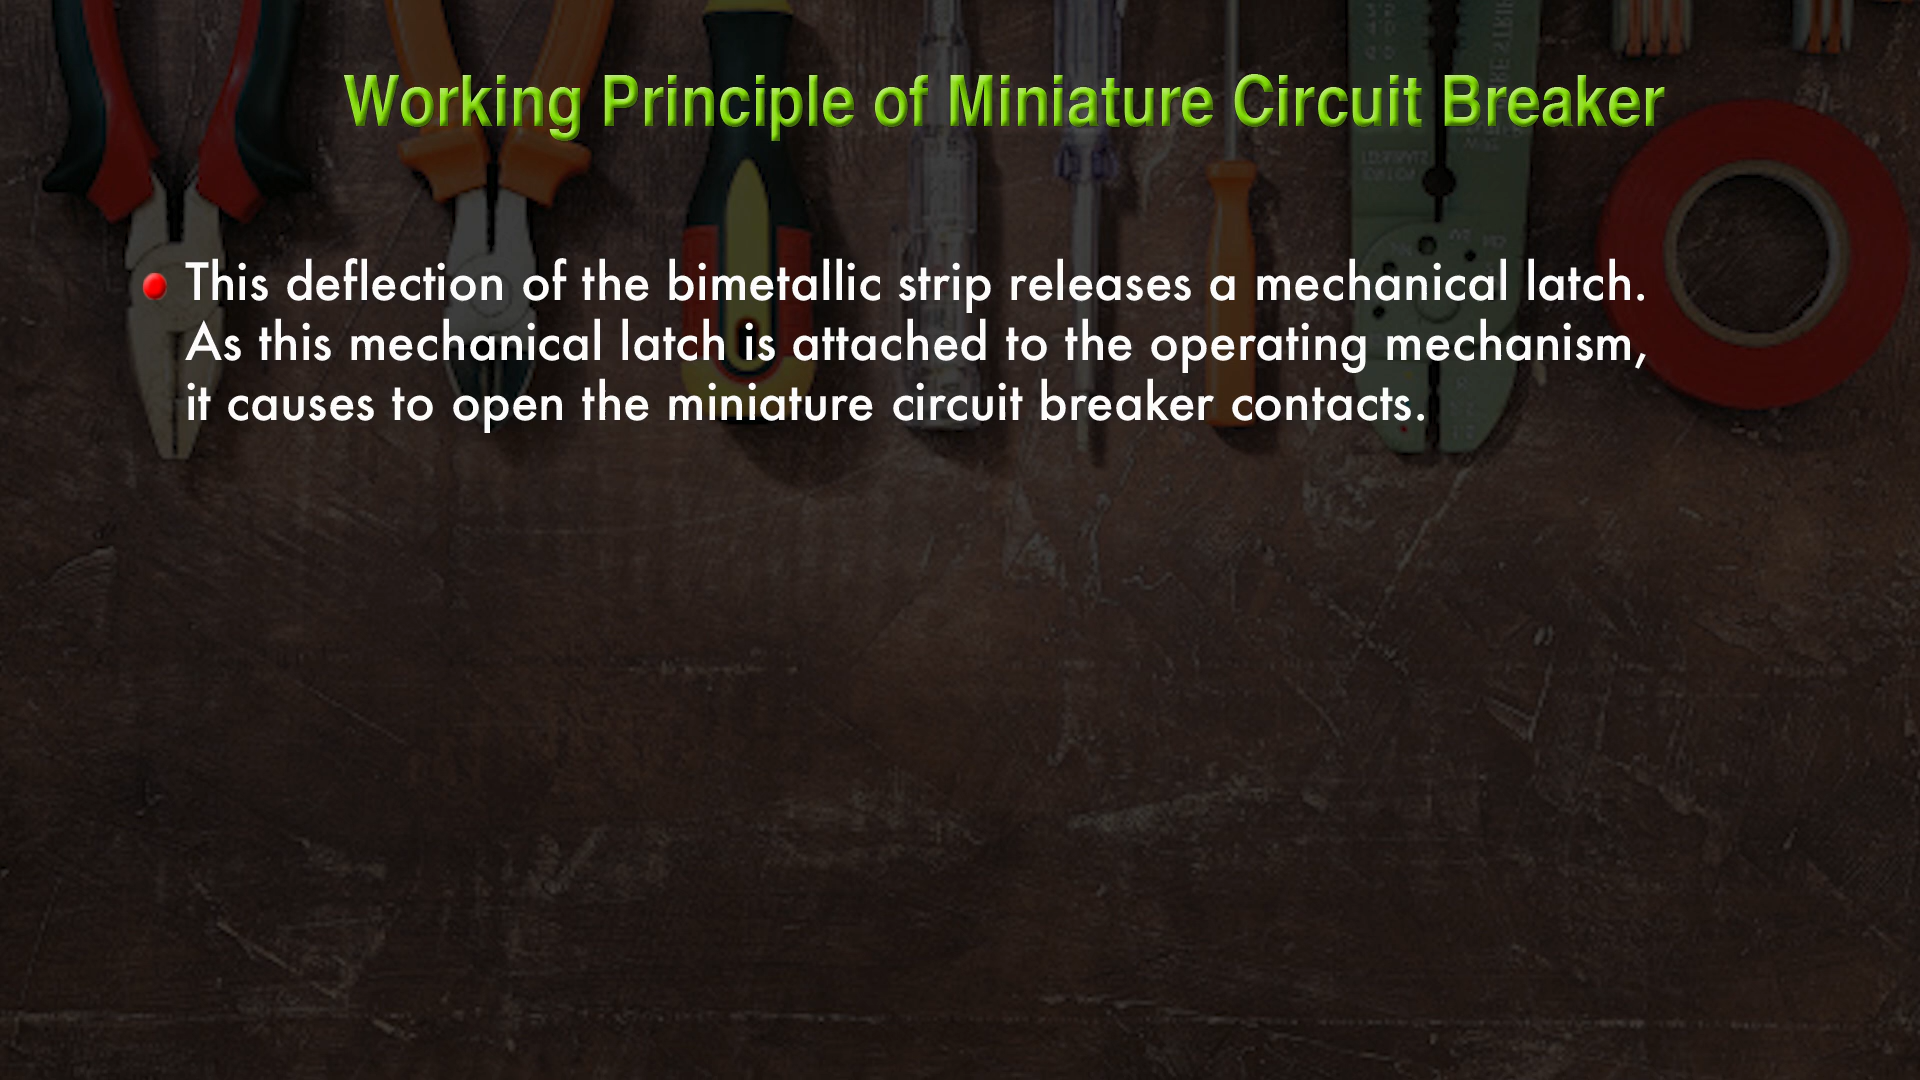 Working Principle of Miniature Circuit Breaker
This deflection of the bimetallic strip releases a mechanical latch.
As this mechanical latch is attached to the operating mechanism,
it causes to open the miniature circuit breaker contacts.